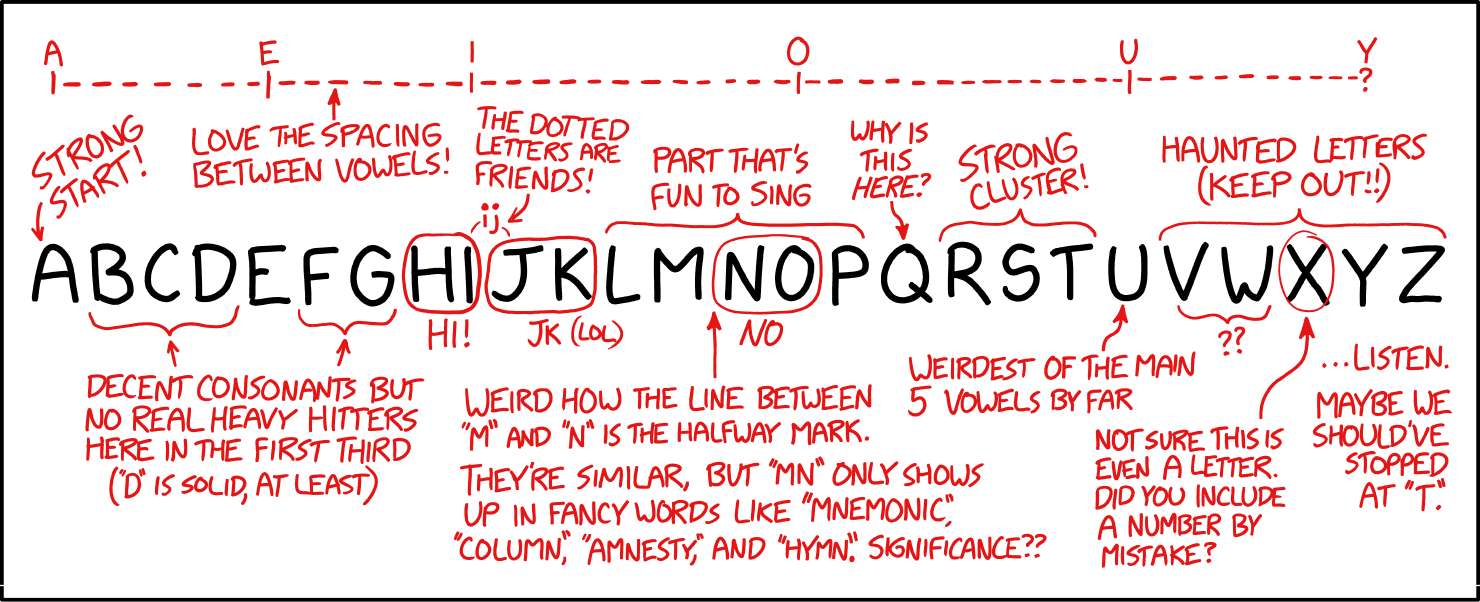 A E I O U Y
?
STRONG
START!
LOVE THE SPACING
BETWEEN VOWELS!
THE DOTTED
LETTERS ARE
FRIENDS!
ij
PART THAT'S
FUN TO SING
WHY IS
THIS
HERE?
STRONG
CLUSTER!
HAUNTED LETTERS
(KEEP OUT!!)
ABCDEFGHIJKLMNOPQRSTUVWXYZ
HI!
JK (LOL)
NO
??
DECENT CONSONANTS BUT
NO REAL HEAVY HITTERS
HERE IN THE FIRST THIRD
("D" IS SOLID, AT LEAST)
WEIRD HOW THE LINE BETWEEN
"M" AND "N" IS THE HALFWAY MARK.
THEY'RE SIMILAR, BUT "MN" ONLY SHOWS
UP IN FANCY WORDS LIKE "MNEMONIC",
"COLUMN", "AMNESTY", AND "HYMN". SIGNIFICANCE??
WEIRDEST OF THE MAIN
5 VOWELS BY FAR
NOT SURE THIS IS
EVEN A LETTER.
DID YOU INCLUDE
A NUMBER BY
MISTAKE?
...LISTEN.
MAYBE WE
SHOULD'VE
STOPPED
AT "T".